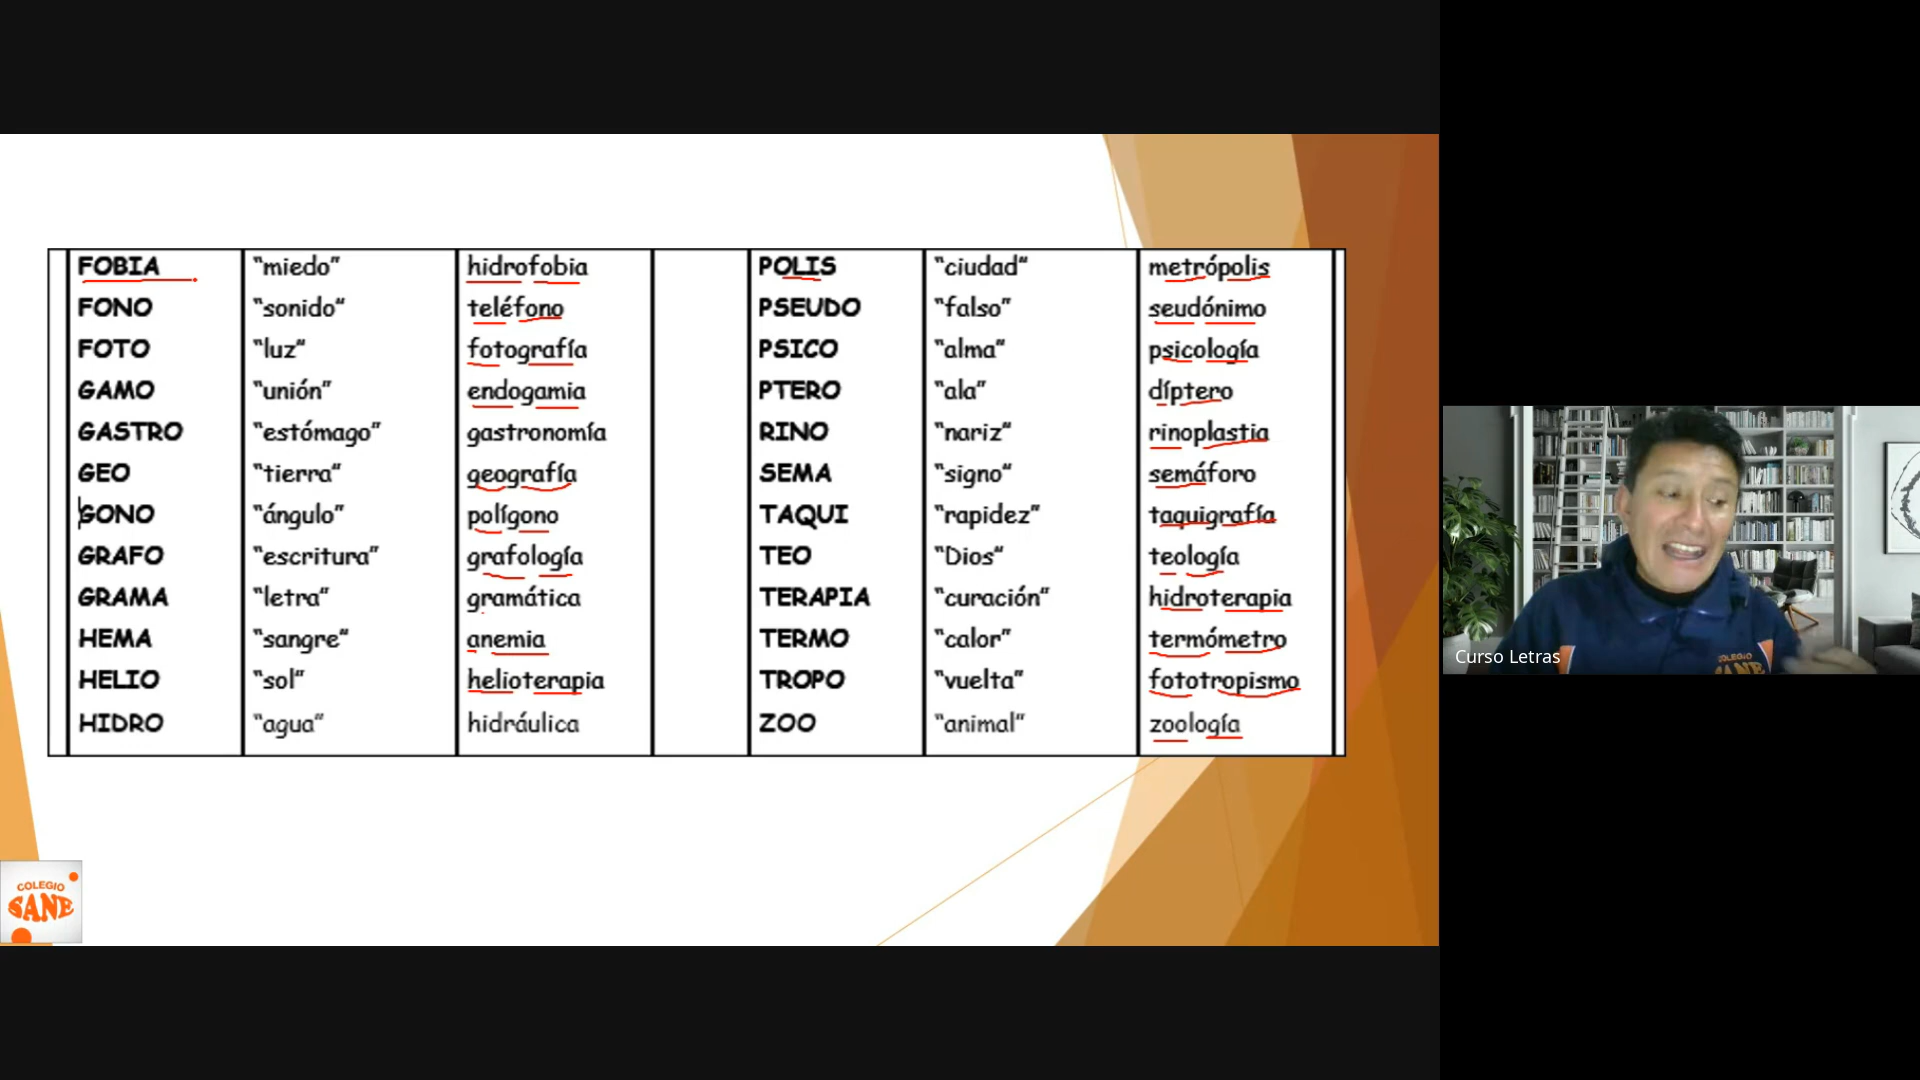 FOBIA "miedo" hidrofobia POLIS "ciudad" metrópolis
FONO "sonido" teléfono PSEUDO "falso" seudónimo
FOTO "luz" fotografía PSICO "alma" psicología
GAMO "unión" endogamia PTERO "ala" díptero
GASTRO "estómago" gastronomía RINO "nariz" rinoplastia
GEO "tierra" geografía SEMA "signo" semáforo
GONO "ángulo" polígono TAQUI "rapidez" taquigrafía
GRAFO "escritura" grafología TEO "Dios" teología
GRAMA "letra" gramática TERAPIA "curación" hidroterapia
HEMA "sangre" anemia TERMO "calor" termómetro
HELIO "sol" helioterapia TROPO "vuelta" fototropismo
HIDRO "agua" hidráulica ZOO "animal" zoología
COLEGIO
SANE
Curso Letras
COLEGIO
SANE